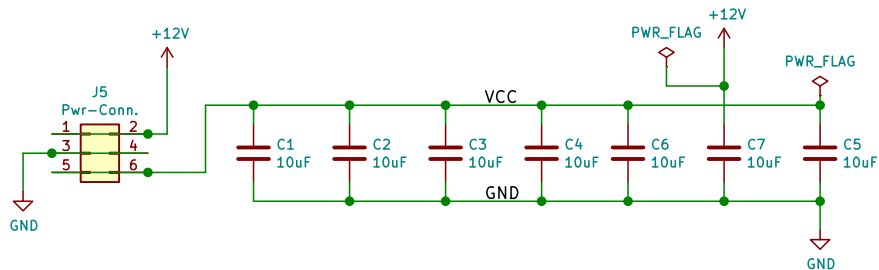 +12V
PWR_FLAG
+12V
PWR_FLAG
J5
Pwr-Conn.
1 2
3 4
5 6
VCC
C1
10uF
C2
10uF
C3
10uF
C4
10uF
C6
10uF
C7
10uF
C5
10uF
GND
GND
GND